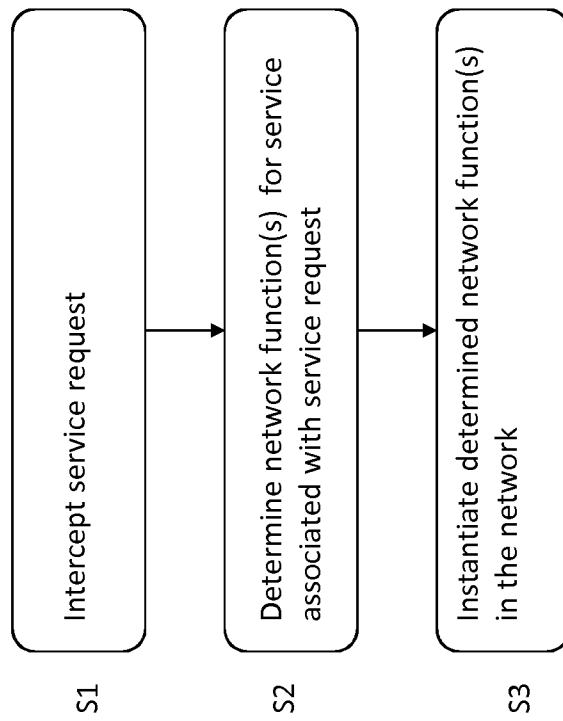 S1
Intercept service request
S2
Determine network function(s) for service
associated with service request
S3
Instantiate determined network function(s)
in the network